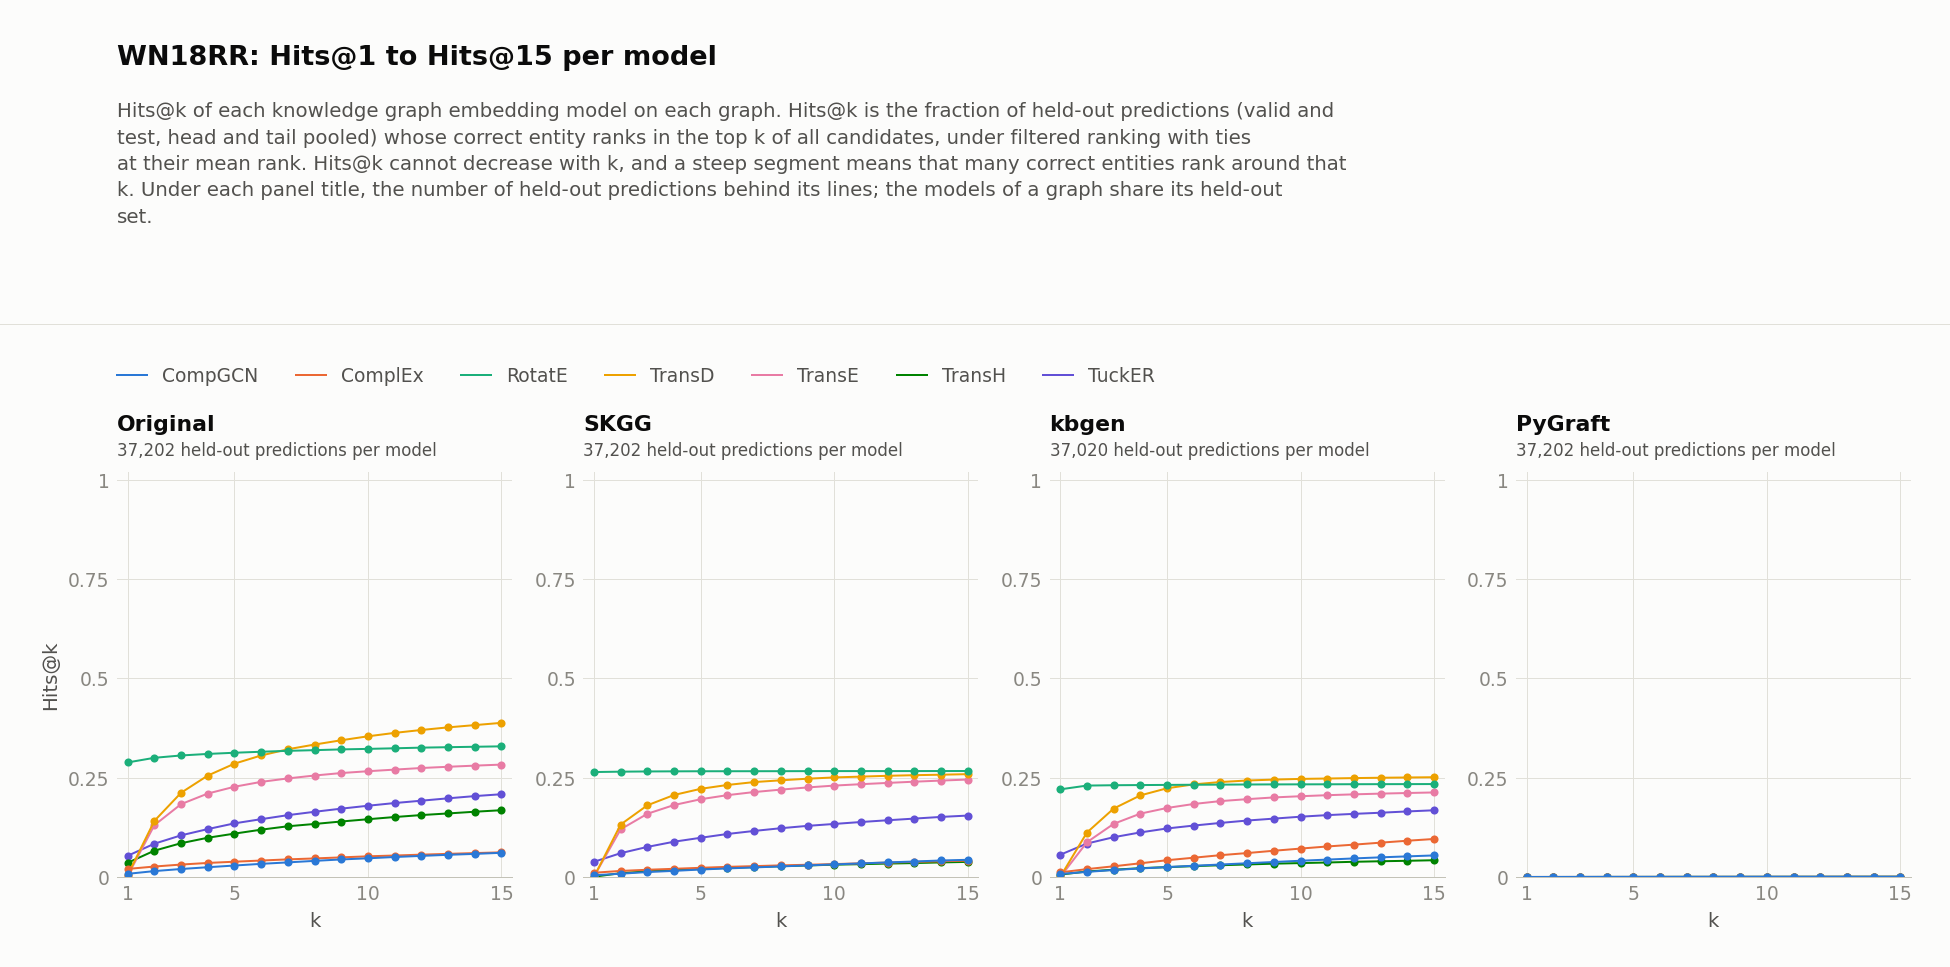 WN18RR: Hits@1 to Hits@15 per model
Hits@k of each knowledge graph embedding model on each graph. Hits@k is the fraction of held-out predictions (valid and
test, head and tail pooled) whose correct entity ranks in the top k of all candidates, under filtered ranking with ties
at their mean rank. Hits@k cannot decrease with k, and a steep segment means that many correct entities rank around that
k. Under each panel title, the number of held-out predictions behind its lines; the models of a graph share its held-out
set.
CompGCN ComplEx RotatE TransD TransE TransH TuckER
Original
37,202 held-out predictions per model
1
0.75
0.5
0.25
0
Hits@k
1 5 10 15
k
SKGG
37,202 held-out predictions per model
1
0.75
0.5
0.25
0
1 5 10 15
k
kbgen
37,020 held-out predictions per model
1
0.75
0.5
0.25
0
1 5 10 15
k
PyGraft
37,202 held-out predictions per model
1
0.75
0.5
0.25
0
1 5 10 15
k